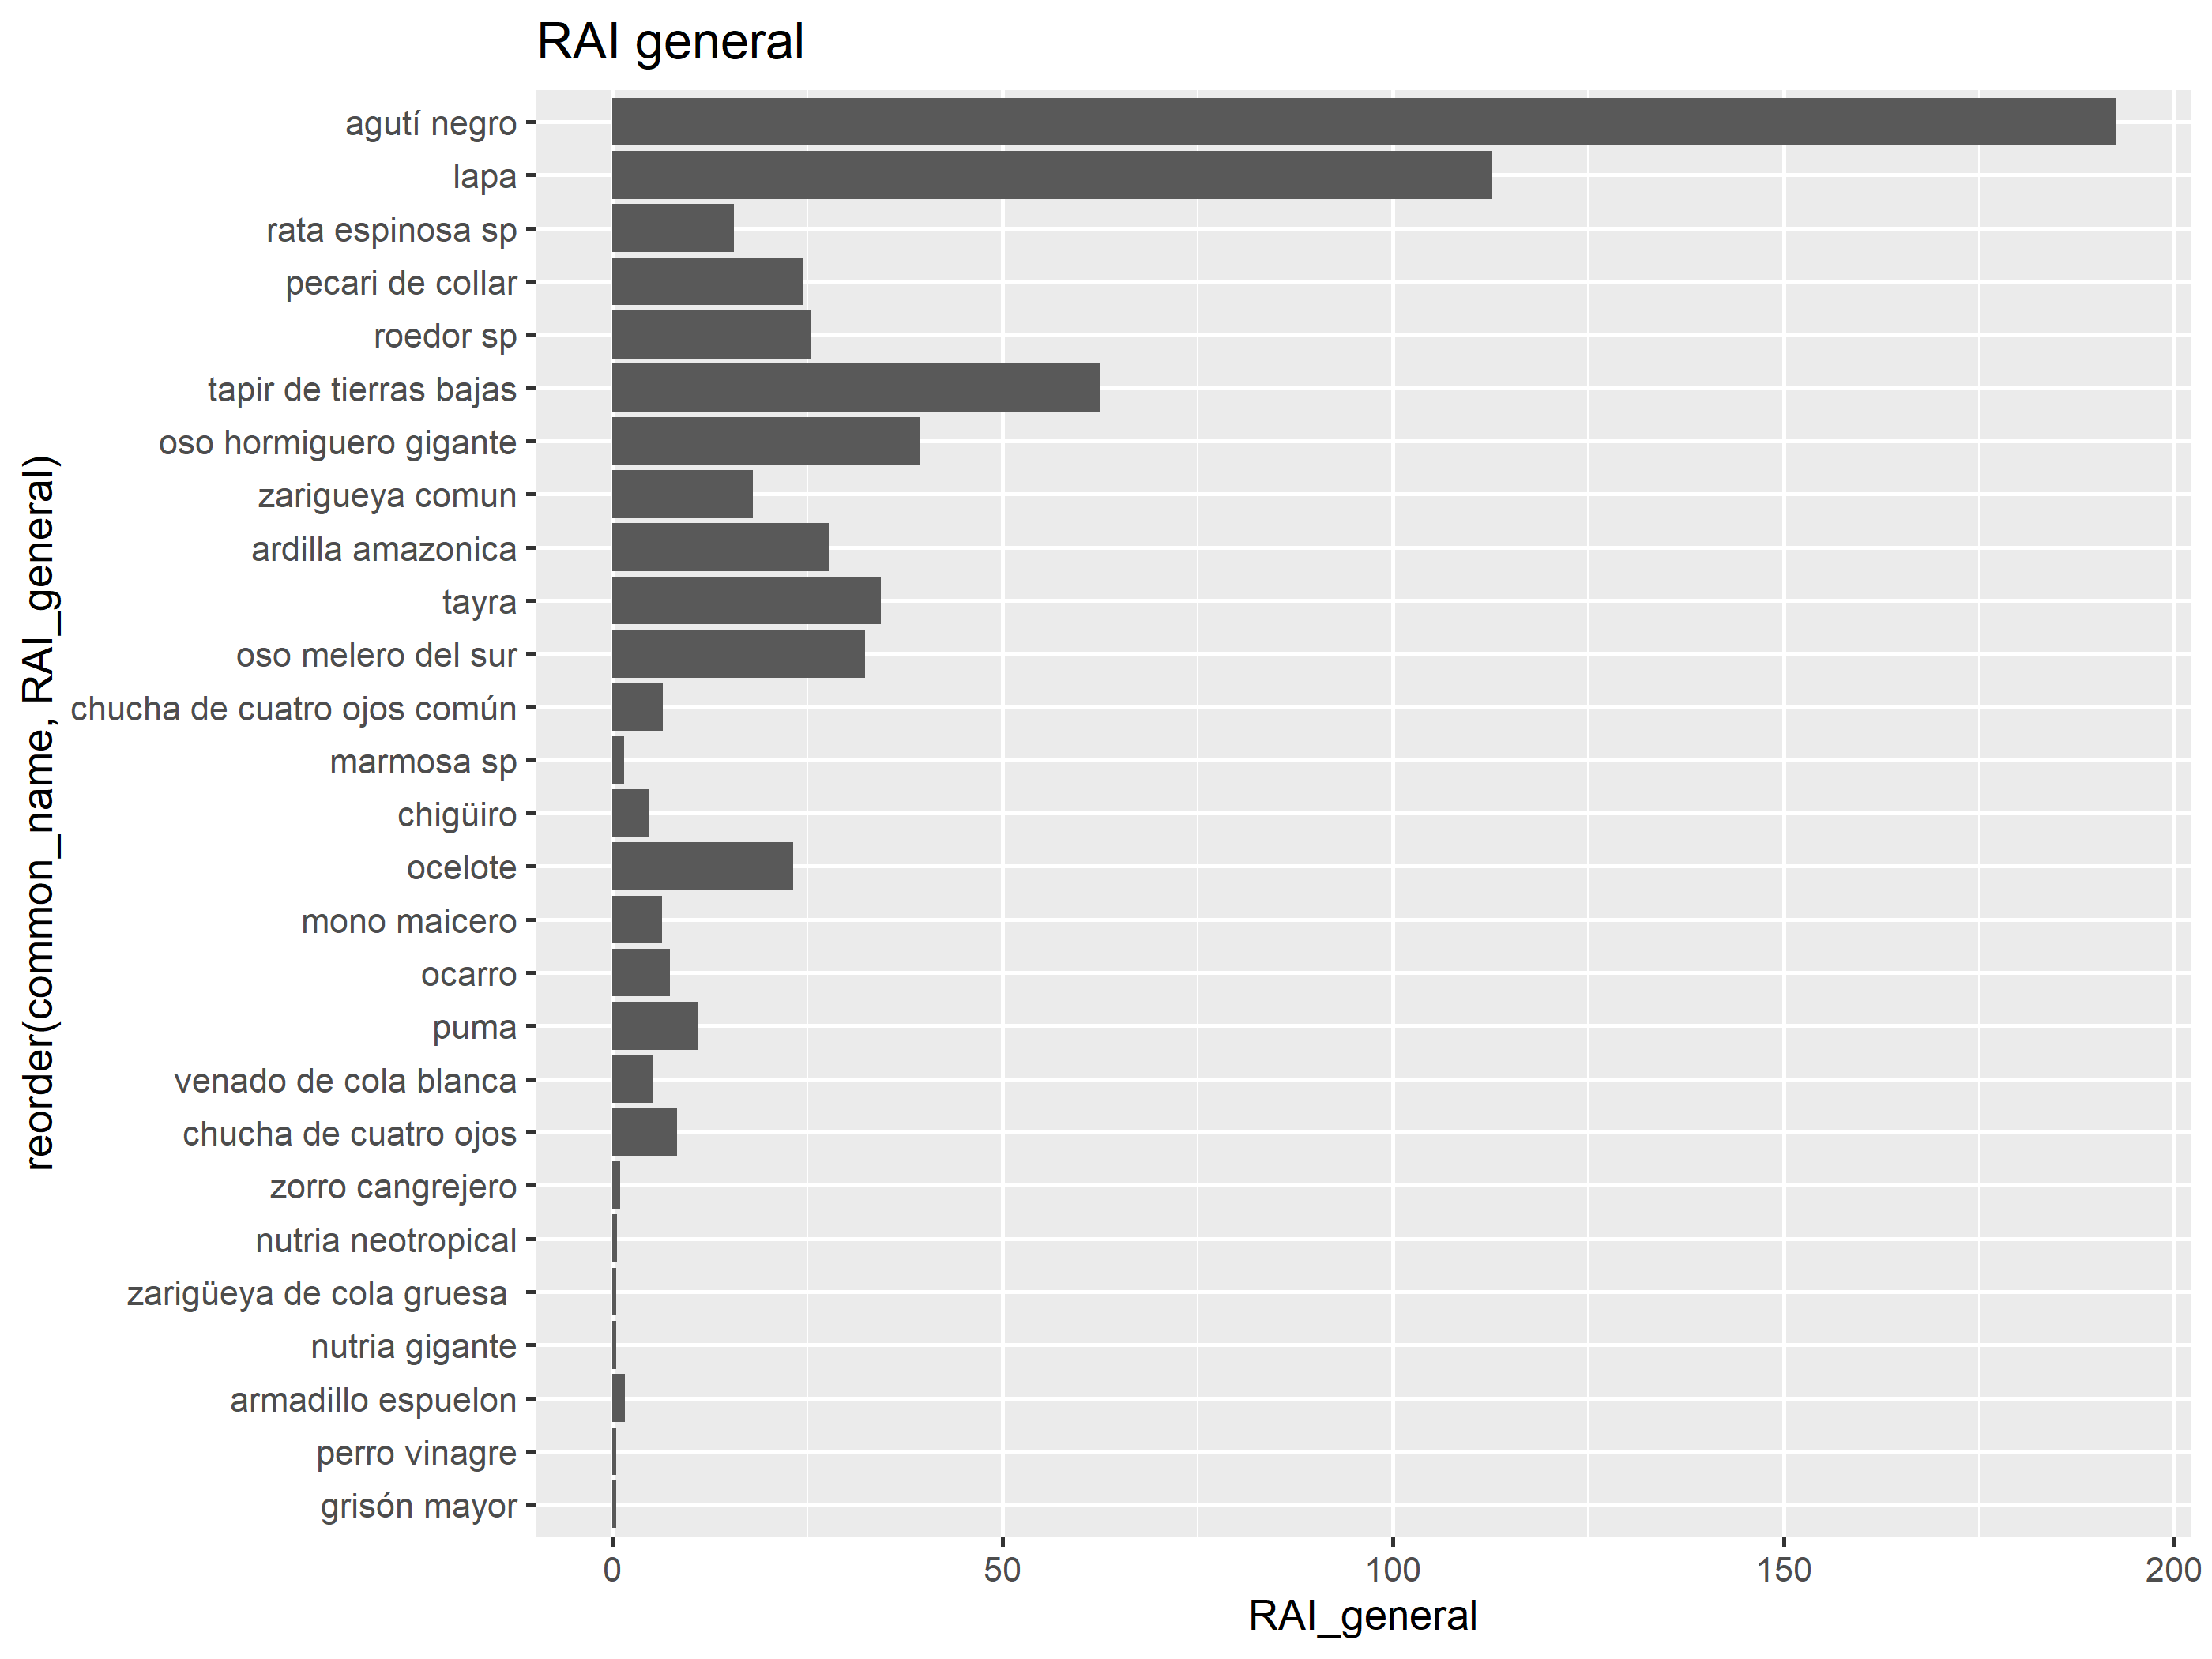 RAI general
reorder(common_name, RAI_general)
agutí negro
lapa
rata espinosa sp
pecari de collar
roedor sp
tapir de tierras bajas
oso hormiguero gigante
zarigueya comun
ardilla amazonica
tayra
oso melero del sur
chucha de cuatro ojos común
marmosa sp
chigüiro
ocelote
mono maicero
ocarro
puma
venado de cola blanca
chucha de cuatro ojos
zorro cangrejero
nutria neotropical
zarigüeya de cola gruesa
nutria gigante
armadillo espuelon
perro vinagre
grisón mayor
0 50 100 150 200
RAI_general